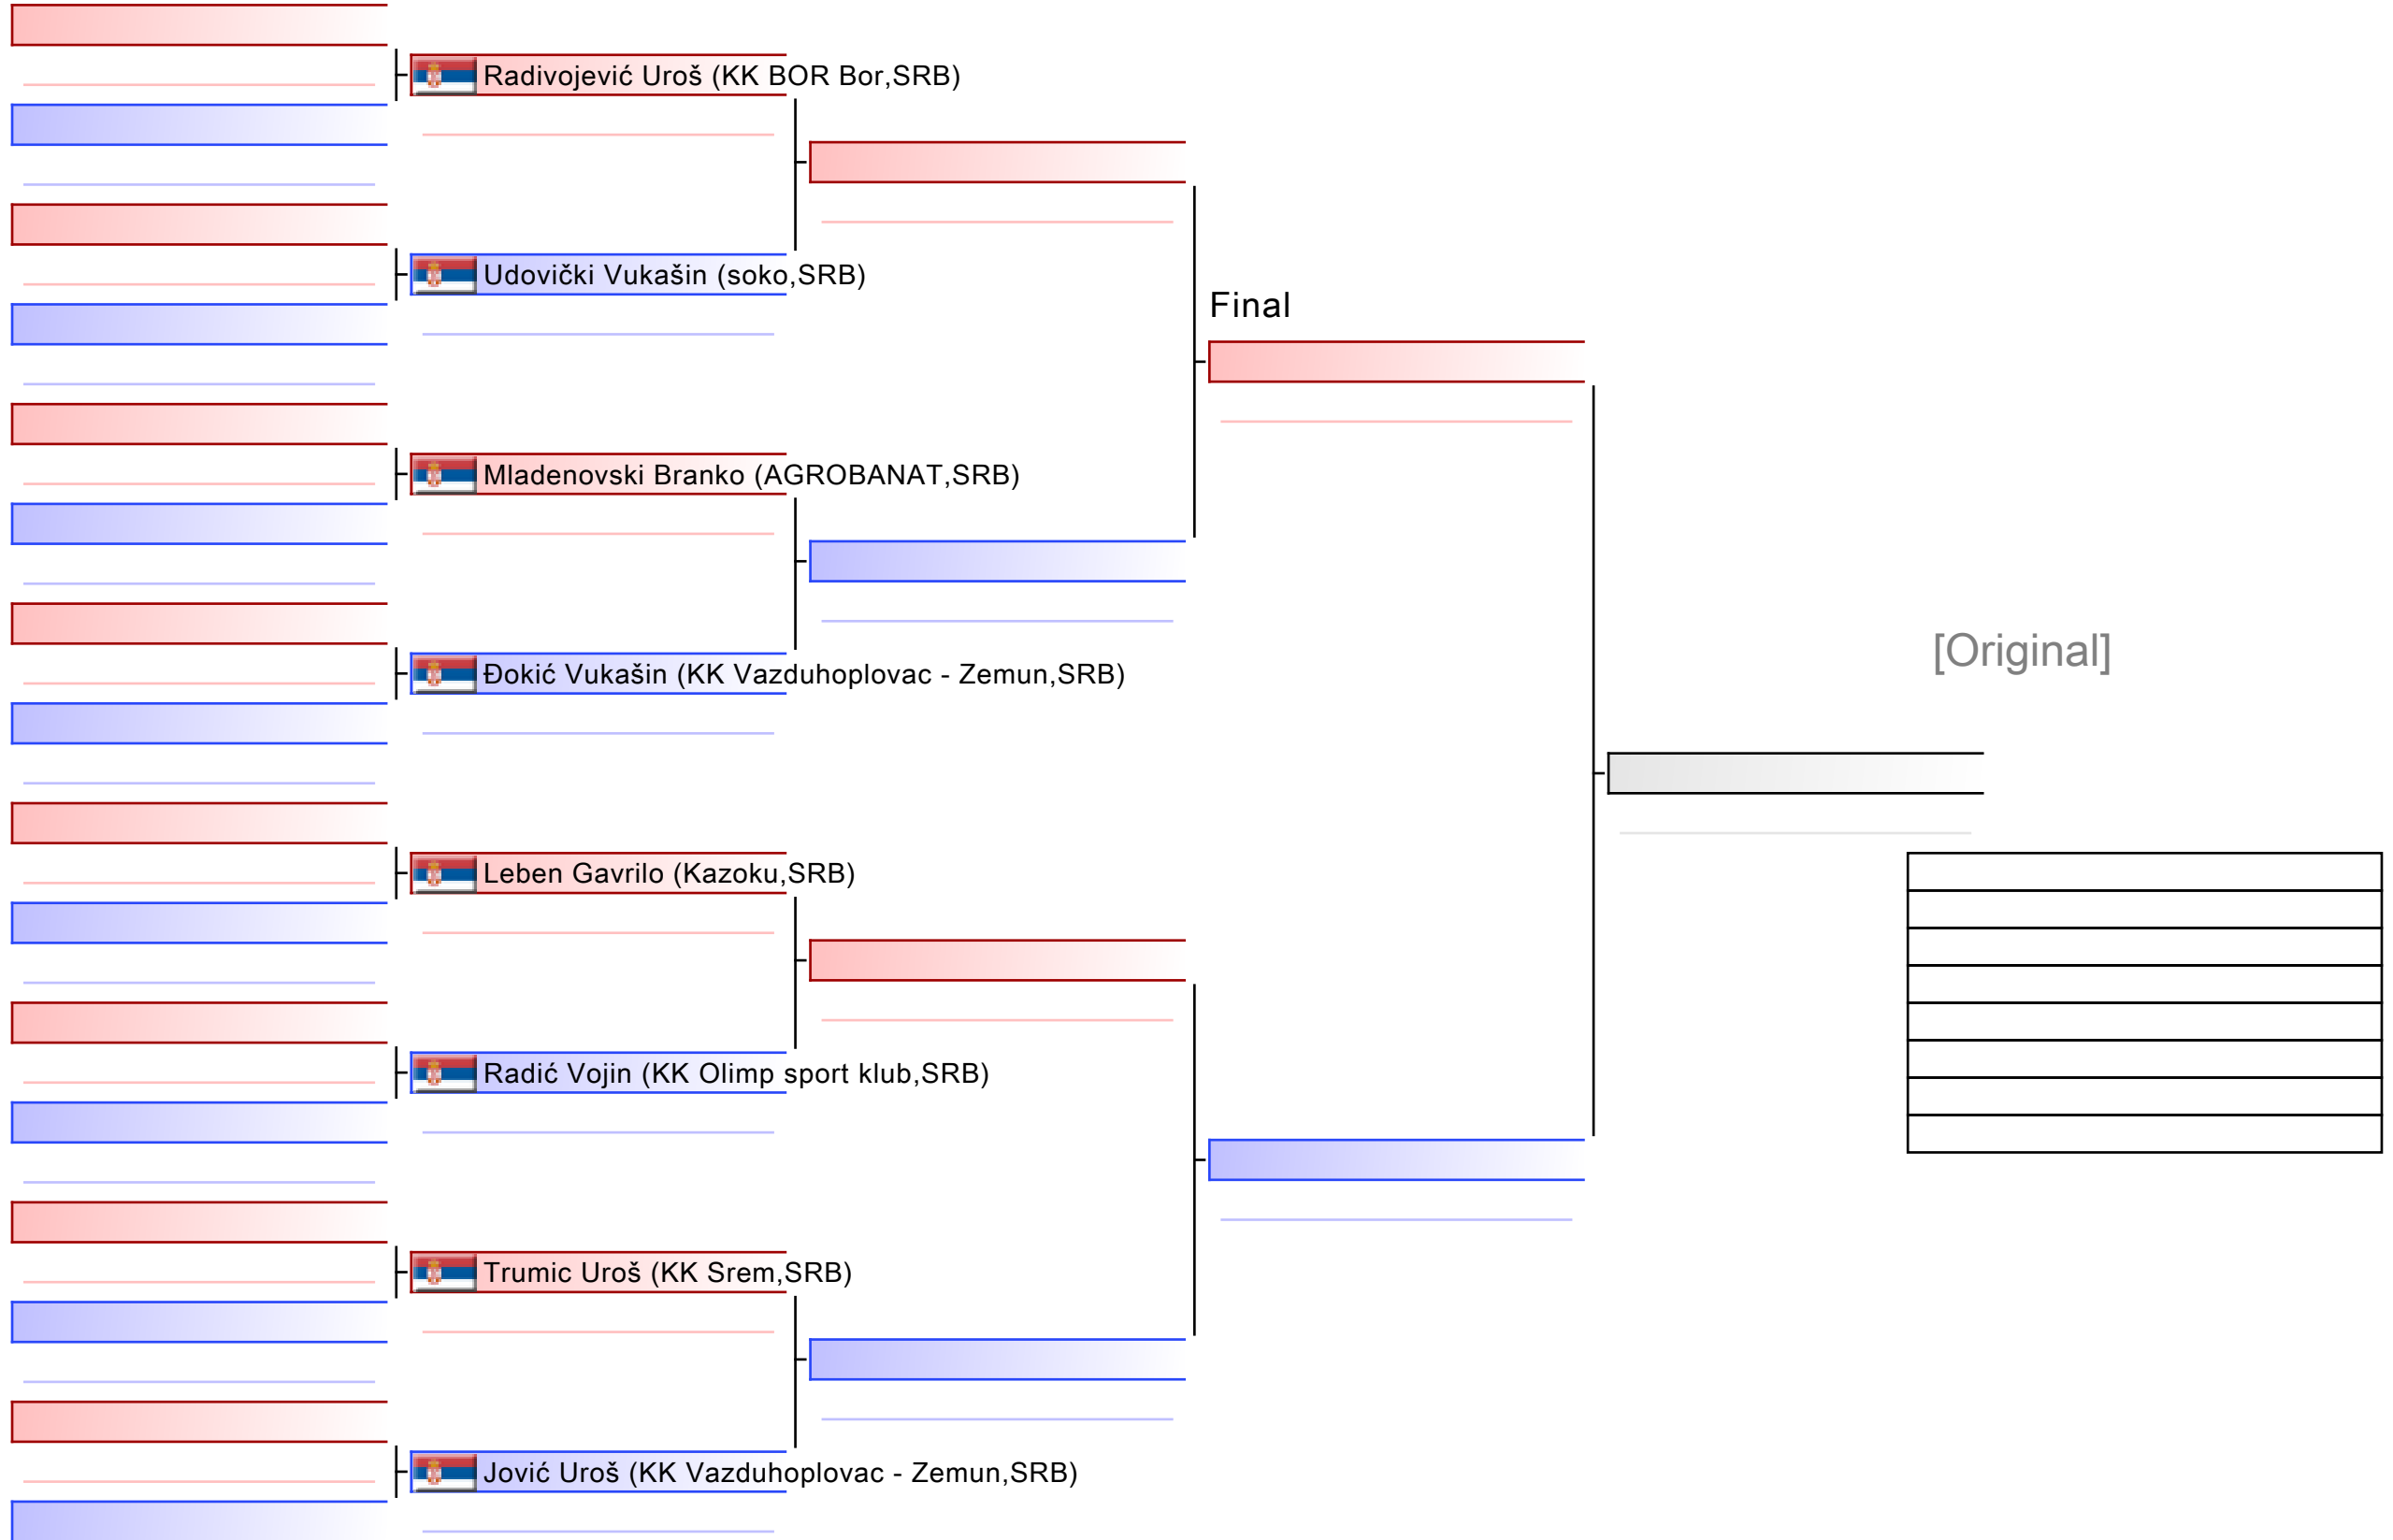 Radivojević Uroš (KK BOR Bor,SRB)
Udovički Vukašin (soko,SRB)
Final
Mladenovski Branko (AGROBANAT,SRB)
[Original]
Đokić Vukašin (KK Vazduhoplovac - Zemun,SRB)
Leben Gavrilo (Kazoku,SRB)
Radić Vojin (KK Olimp sport klub,SRB)
Trumic Uroš (KK Srem,SRB)
Jović Uroš (KK Vazduhoplovac - Zemun,SRB)